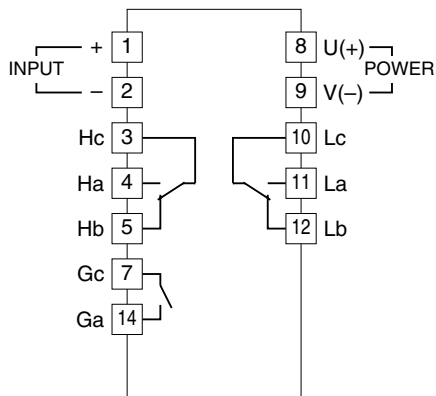 + 1
INPUT
− 2
Hc 3
Ha 4
Hb 5
Gc 7
Ga 14
8 U(+)
POWER
9 V(−)
10 Lc
11 La
12 Lb